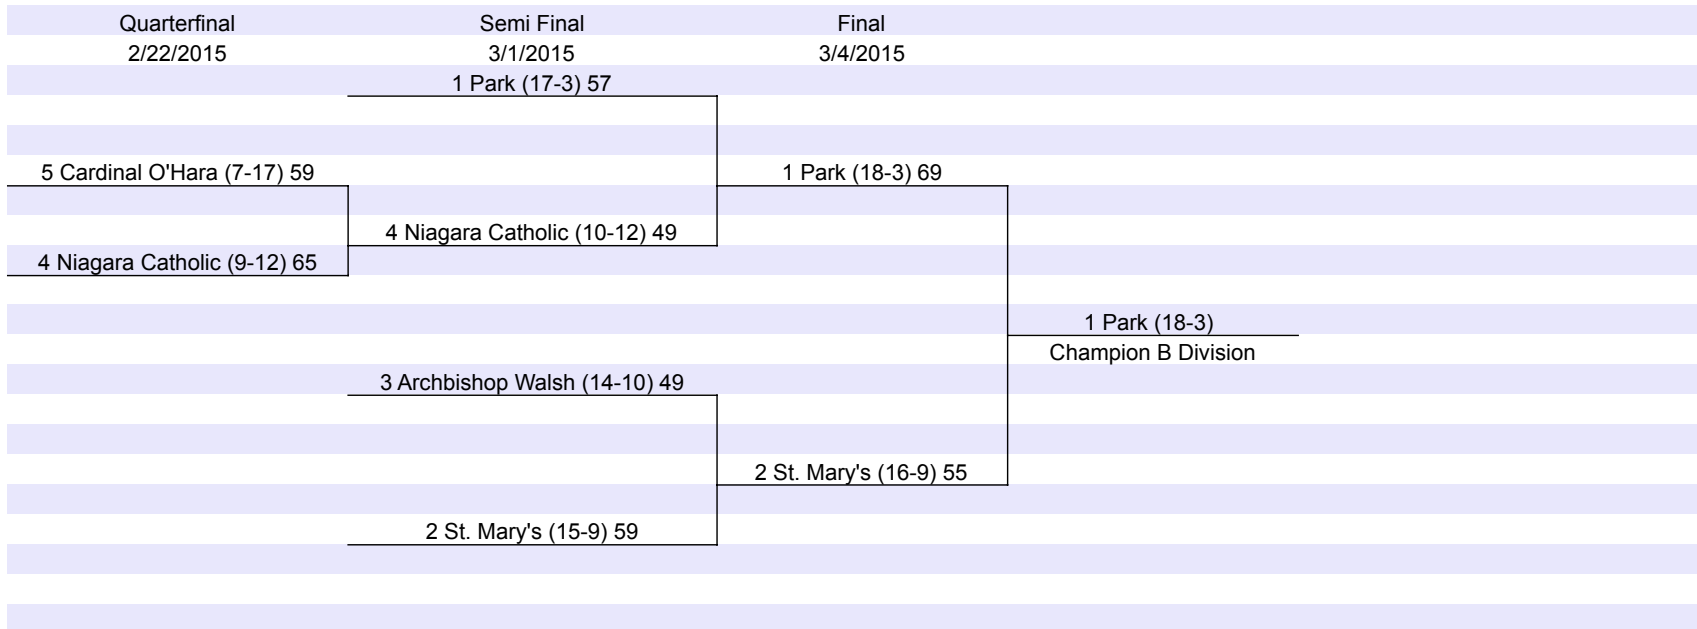 Quarterfinal Semi Final Final
2/22/2015 3/1/2015 3/4/2015
1 Park (17-3) 57
5 Cardinal O'Hara (7-17) 59 1 Park (18-3) 69
4 Niagara Catholic (10-12) 49
4 Niagara Catholic (9-12) 65
1 Park (18-3)
Champion B Division
3 Archbishop Walsh (14-10) 49
2 St. Mary's (16-9) 55
2 St. Mary's (15-9) 59